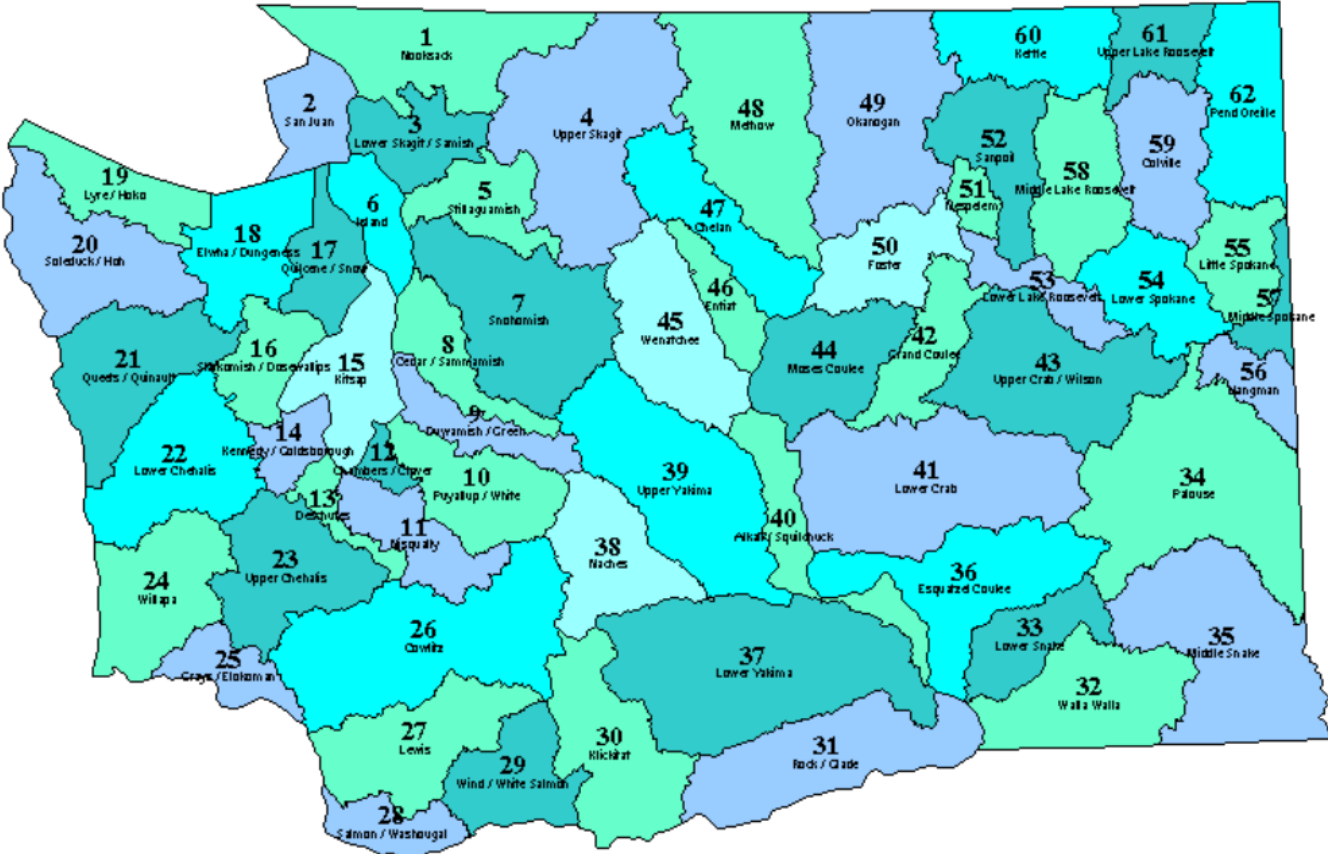 1
Nooksack
2
San Juan
3
Lower Skagit / Samish
4
Upper Skagit
5
Stillaguamish
6
Island
7
Snohomish
8
Cedar / Sammamish
9
Duwamish / Green
10
Puyallup / White
11
Nisqually
12
Chambers / Clover
13
Deschutes
14
Kennedy / Goldsborough
15
Kitsap
16
Skokomish / Dosewallips
17
Quilcene / Snow
18
Elwha / Dungeness
19
Lyre / Hoko
20
Soleduck / Hoh
21
Queets / Quinault
22
Lower Chehalis
23
Upper Chehalis
24
Willapa
25
Grays / Elokoman
26
Cowlitz
27
Lewis
28
Salmon / Washougal
29
Wind / White Salmon
30
Klickitat
31
Rock / Glade
32
Walla Walla
33
Lower Snake
34
Palouse
35
Middle Snake
36
Esquatzel Coulee
37
Lower Yakima
38
Naches
39
Upper Yakima
40
Alkali / Squilchuck
41
Lower Crab
42
Grand Coulee
43
Upper Crab / Wilson
44
Moses Coulee
45
Wenatchee
46
Entiat
47
Chelan
48
Methow
49
Okanogan
50
Foster
51
Nespelem
52
Sanpoil
53
Lower Lake Roosevelt
54
Lower Spokane
55
Little Spokane
56
Hangman
57
Middle Spokane
58
Middle Lake Roosevelt
59
Colville
60
Kettle
61
Upper Lake Roosevelt
62
Pend Oreille